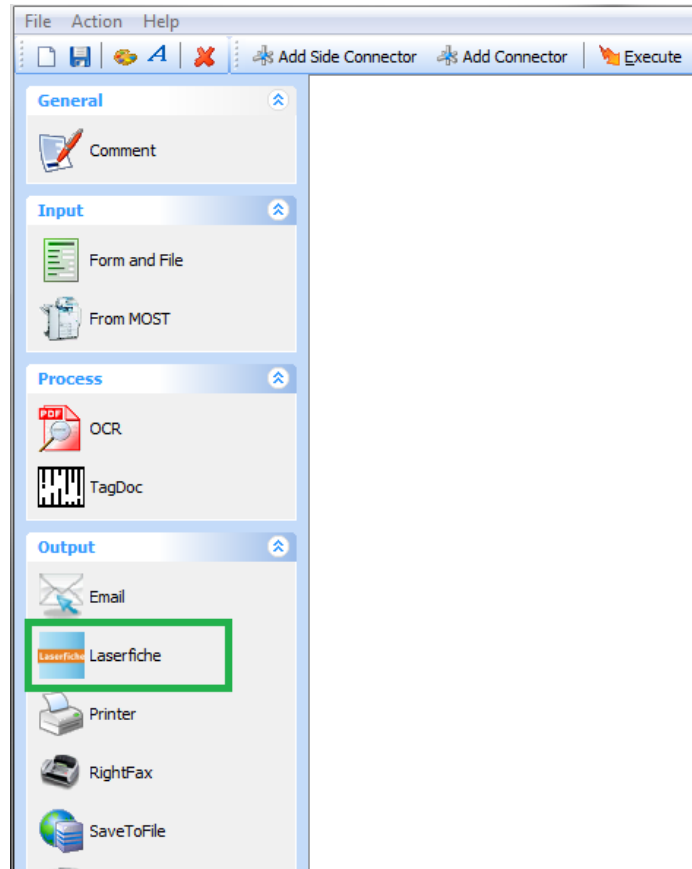 File Action Help
A Add Side Connector Add Connector Execute
General
Comment
Input
Form and File
From MOST
Process
PDF
OCR
TagDoc
Output
Email
Laserfiche Laserfiche
Printer
RightFax
SaveToFile